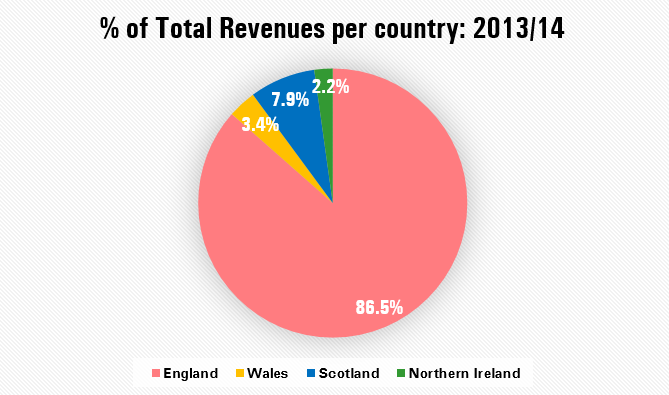 % of Total Revenues per country: 2013/14
2.2%
7.9%
3.4%
86.5%
England Wales Scotland Northern Ireland